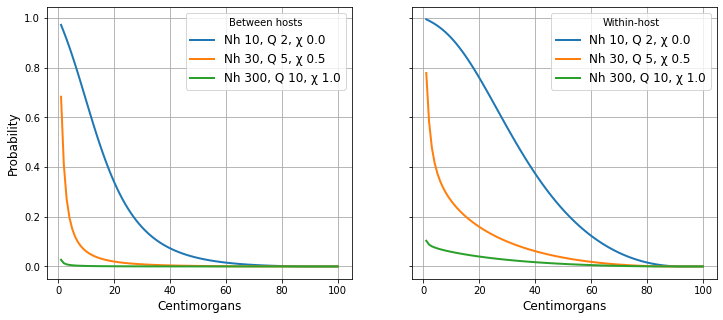 Between hosts
Nh 10, Q 2, χ 0.0
Nh 30, Q 5, χ 0.5
Nh 300, Q 10, χ 1.0
Probability
1.0
0.8
0.6
0.4
0.2
0.0
0 20 40 60 80 100
Centimorgans
Within-host
Nh 10, Q 2, χ 0.0
Nh 30, Q 5, χ 0.5
Nh 300, Q 10, χ 1.0
0 20 40 60 80 100
Centimorgans